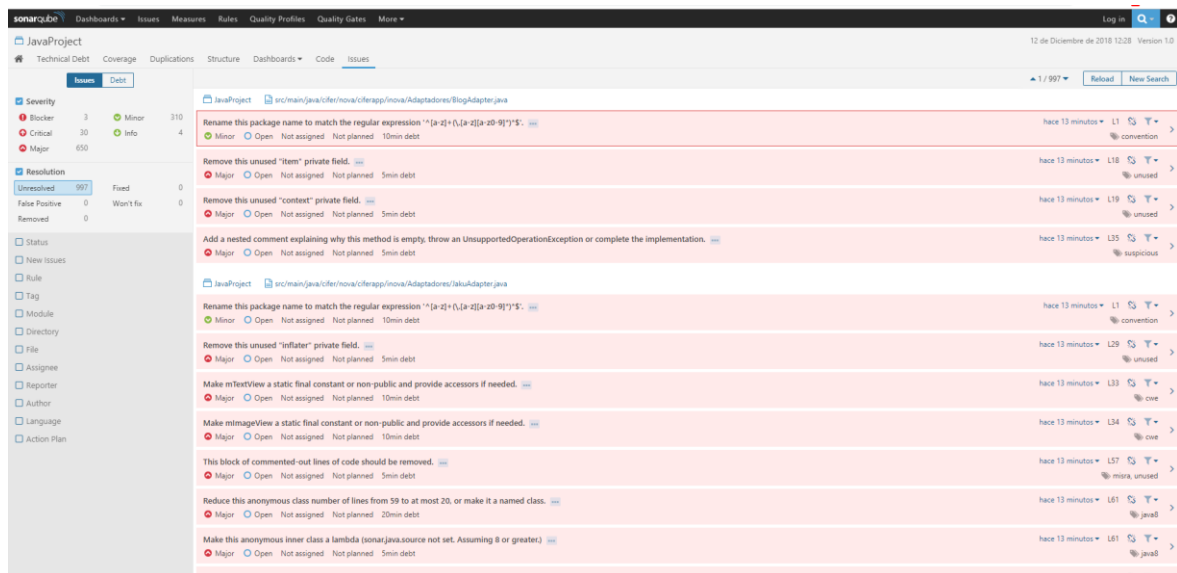 sonarqube Dashboards Issues Measures Rules Quality Profiles Quality Gates More Log in
JavaProject 12 de Diciembre de 2018 12:28 Version 1.0
Technical Debt Coverage Duplications Structure Dashboards Code Issues
Issues Debt 1 / 997 Reload New Search
Severity
Blocker 3 Minor 310
Critical 30 Info 4
Major 650
Resolution
Unresolved 997 Fixed 0
False Positive 0 Won't fix 0
Removed 0
Status
New Issues
Rule
Tag
Module
Directory
File
Assignee
Reporter
Author
Language
Action Plan
JavaProject src/main/java/cifer/nova/ciferapp/inova/Adaptadores/BlogAdapter.java
Rename this package name to match the regular expression '^[a-z]+(\.[a-z][a-z0-9]*)*$'. ...
hace 13 minutos L1
Minor Open Not assigned Not planned 10min debt convention
Remove this unused "item" private field. ...
hace 13 minutos L18
Major Open Not assigned Not planned 5min debt unused
Remove this unused "context" private field. ...
hace 13 minutos L19
Major Open Not assigned Not planned 5min debt unused
Add a nested comment explaining why this method is empty, throw an UnsupportedOperationException or complete the implementation. ...
hace 13 minutos L35
Major Open Not assigned Not planned 5min debt suspicious
JavaProject src/main/java/cifer/nova/ciferapp/inova/Adaptadores/JakuAdapter.java
Rename this package name to match the regular expression '^[a-z]+(\.[a-z][a-z0-9]*)*$'. ...
hace 13 minutos L1
Minor Open Not assigned Not planned 10min debt convention
Remove this unused "inflater" private field. ...
hace 13 minutos L29
Major Open Not assigned Not planned 5min debt unused
Make mTextView a static final constant or non-public and provide accessors if needed. ...
hace 13 minutos L33
Major Open Not assigned Not planned 10min debt cwe
Make mImageView a static final constant or non-public and provide accessors if needed. ...
hace 13 minutos L34
Major Open Not assigned Not planned 10min debt cwe
This block of commented-out lines of code should be removed. ...
hace 13 minutos L57
Major Open Not assigned Not planned 5min debt misra, unused
Reduce this anonymous class number of lines from 59 to at most 20, or make it a named class. ...
hace 13 minutos L61
Major Open Not assigned Not planned 20min debt java8
Make this anonymous inner class a lambda (sonar.java.source not set. Assuming 8 or greater.) ...
hace 13 minutos L61
Major Open Not assigned Not planned 5min debt java8